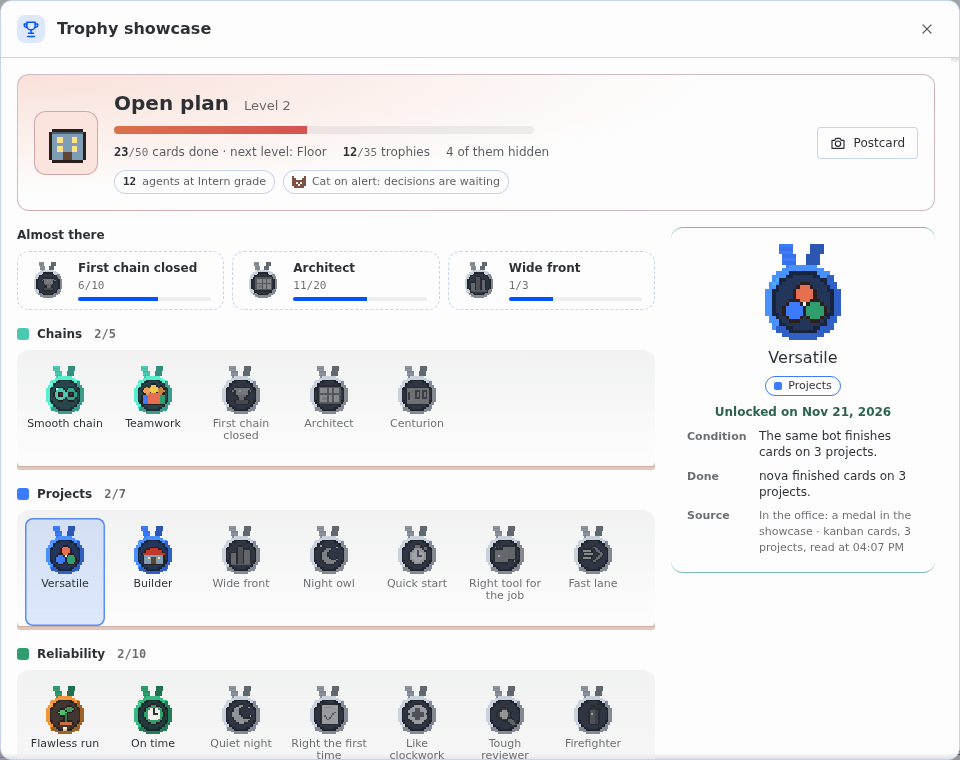 Trophy showcase
Open plan Level 2
23/50 cards done · next level: Floor 12/35 trophies 4 of them hidden
12 agents at Intern grade
Cat on alert: decisions are waiting
Postcard
Almost there
First chain closed
6/10
Architect
11/20
Wide front
1/3
Chains 2/5
Smooth chain
Teamwork
First chain
closed
Architect
Centurion
Projects 2/7
Versatile
Builder
Wide front
Night owl
Quick start
Right tool for
the job
Fast lane
Reliability 2/10
Flawless run
On time
Quiet night
Right the first
time
Like
clockwork
Tough
reviewer
Firefighter
Versatile
Projects
Unlocked on Nov 21, 2026
Condition The same bot finishes
cards on 3 projects.
Done nova finished cards on 3
projects.
Source In the office: a medal in the
showcase · kanban cards, 3
projects, read at 04:07 PM